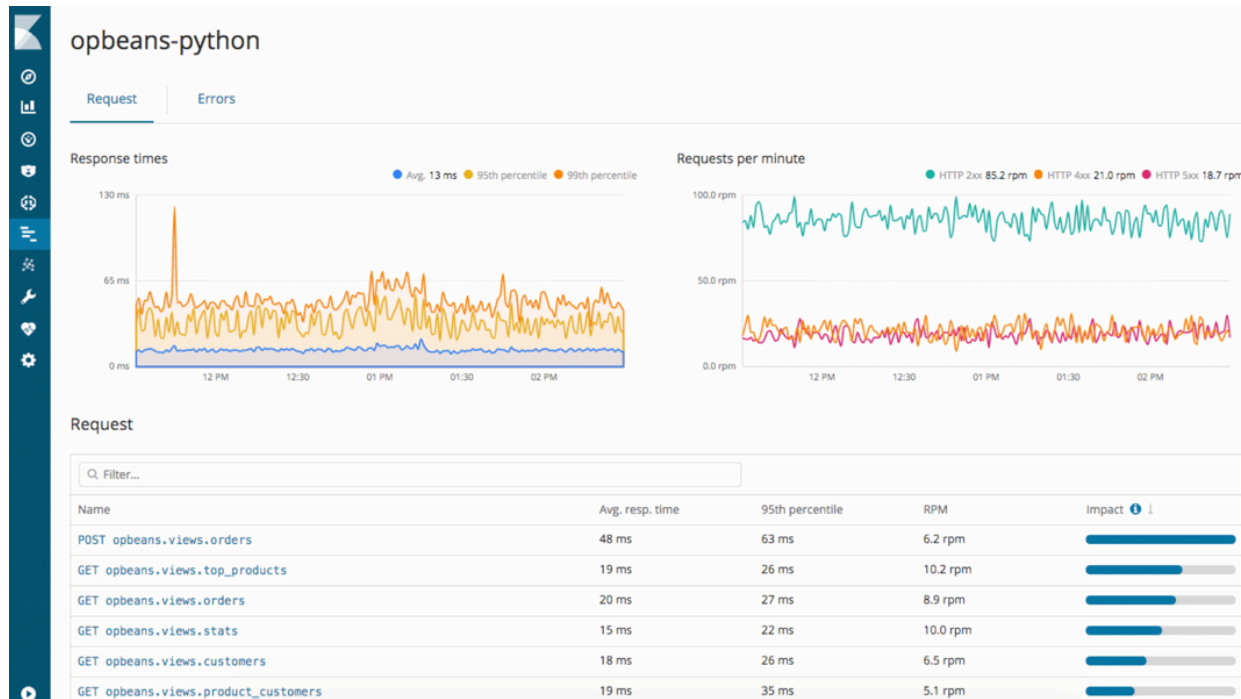 opbeans-python
Request Errors
Response times
Avg. 13 ms 95th percentile 99th percentile
130 ms
65 ms
0 ms
12 PM 12:30 01 PM 01:30 02 PM
Requests per minute
HTTP 2xx 85.2 rpm HTTP 4xx 21.0 rpm HTTP 5xx 18.7 rpm
100.0 rpm
50.0 rpm
0.0 rpm
12 PM 12:30 01 PM 01:30 02 PM
Request
Filter...
Name Avg. resp. time 95th percentile RPM Impact
POST opbeans.views.orders 48 ms 63 ms 6.2 rpm
GET opbeans.views.top_products 19 ms 26 ms 10.2 rpm
GET opbeans.views.orders 20 ms 27 ms 8.9 rpm
GET opbeans.views.stats 15 ms 22 ms 10.0 rpm
GET opbeans.views.customers 18 ms 26 ms 6.5 rpm
GET opbeans.views.product_customers 19 ms 35 ms 5.1 rpm